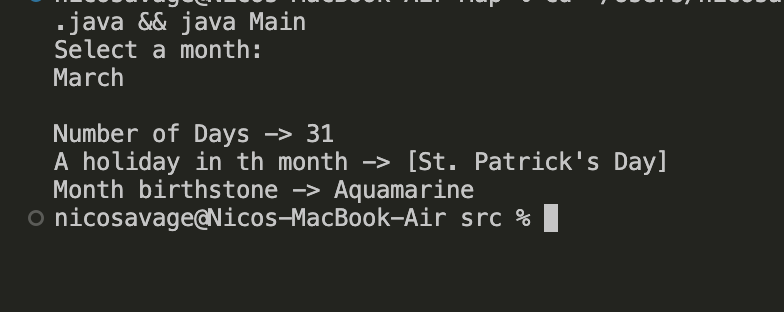 .java && java Main
Select a month:
March
Number of Days -> 31
A holiday in th month -> [St. Patrick's Day]
Month birthstone -> Aquamarine
nicosavage@Nicos-MacBook-Air src %